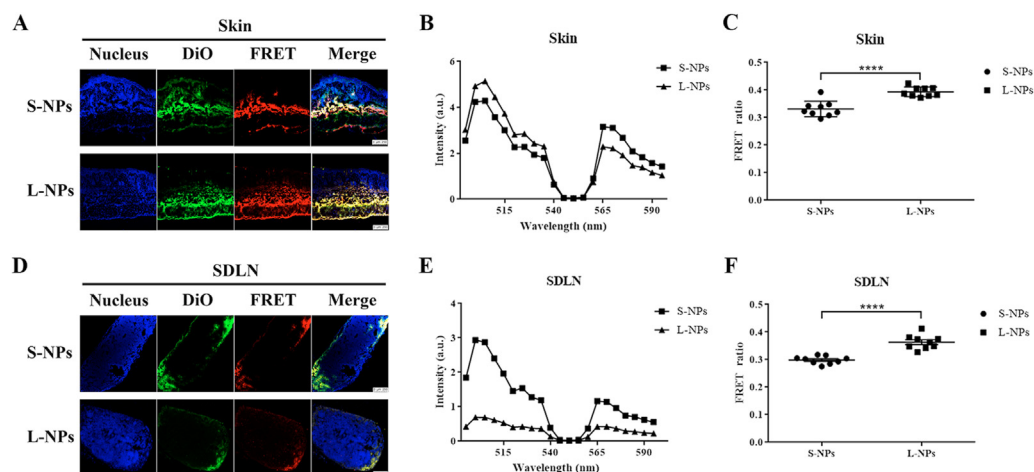 A
Skin
Nucleus DiO FRET Merge
S-NPs
L-NPs
B
Skin
Intensity (a.u.)
6
4
2
0
515 540 565 590
Wavelength (nm)
S-NPs
L-NPs
C
Skin
FRET ratio
0.5
0.4
0.3
0.2
0.1
0.0
****
S-NPs L-NPs
S-NPs
L-NPs
D
SDLN
Nucleus DiO FRET Merge
S-NPs
L-NPs
E
SDLN
Intensity (a.u.)
4
3
2
1
0
515 540 565 590
Wavelength (nm)
S-NPs
L-NPs
F
SDLN
FRET ratio
0.5
0.4
0.3
0.2
0.1
0.0
****
S-NPs L-NPs
S-NPs
L-NPs